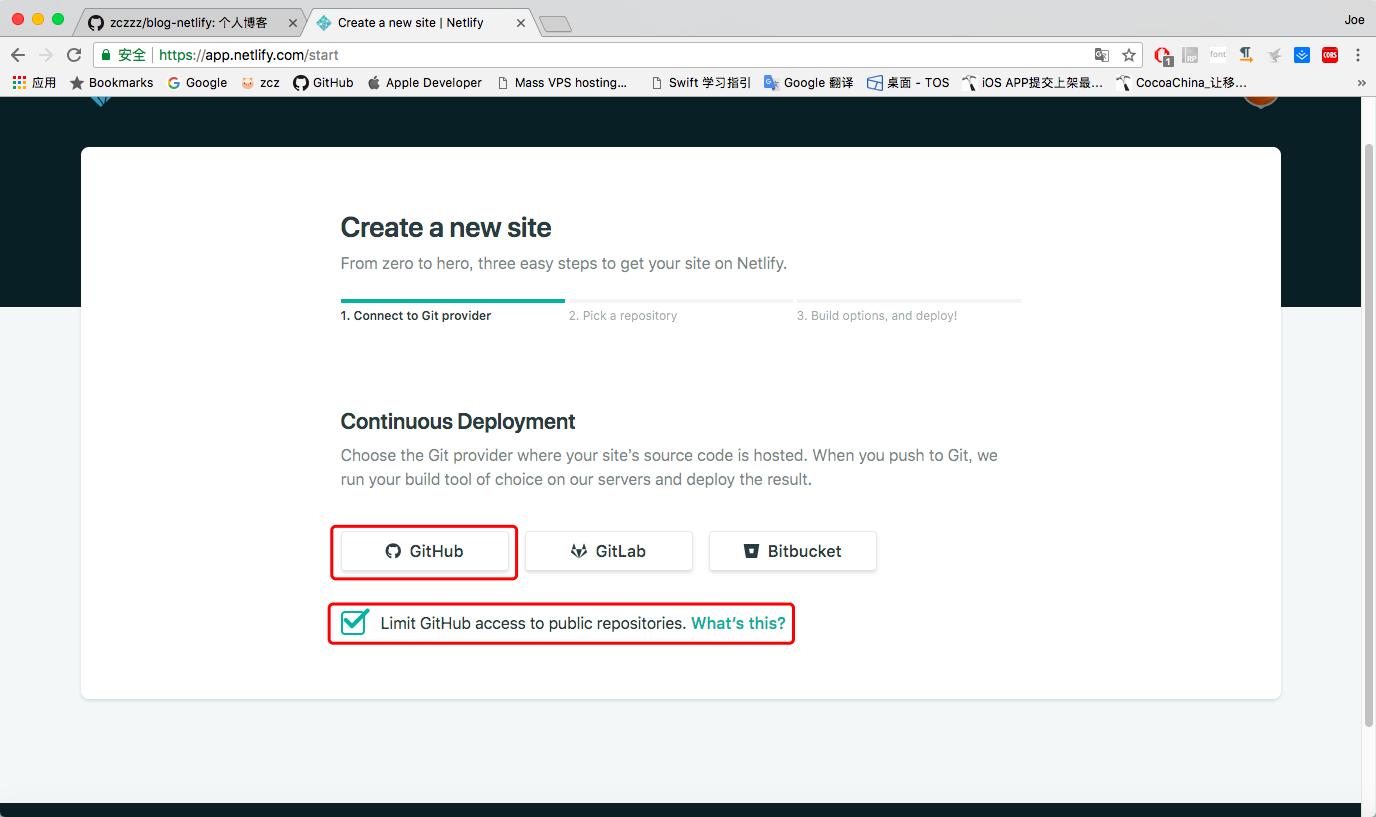 zczzz/blog-netlify: 个人博客
Create a new site | Netlify
Joe
安全 https://app.netlify.com/start
1
RP
font
CORS
应用 Bookmarks Google zcz GitHub Apple Developer Mass VPS hosting... Swift 学习指引 Google 翻译 桌面 - TOS iOS APP提交上架最... CocoaChina_让移... »
Create a new site
From zero to hero, three easy steps to get your site on Netlify.
1. Connect to Git provider 2. Pick a repository 3. Build options, and deploy!
Continuous Deployment
Choose the Git provider where your site's source code is hosted. When you push to Git, we
run your build tool of choice on our servers and deploy the result.
GitHub GitLab Bitbucket
Limit GitHub access to public repositories. What's this?